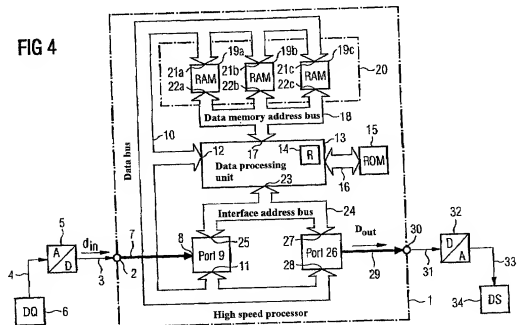 FIG 4
19a 19b 19c
21a 21b 21c
RAM RAM RAM
20
22a 22b 22c
Data memory address bus
18
10
Data bus
17
13
15
12
14
R
ROM
Data processing
unit
16
23
Interface address bus
24
5
A
D
d in
7
8
Port 9
25
11
27
Port 26
28
D out
29
30
32
D
A
31
33
4
3
2
DQ
6
High speed processor
1
34
DS